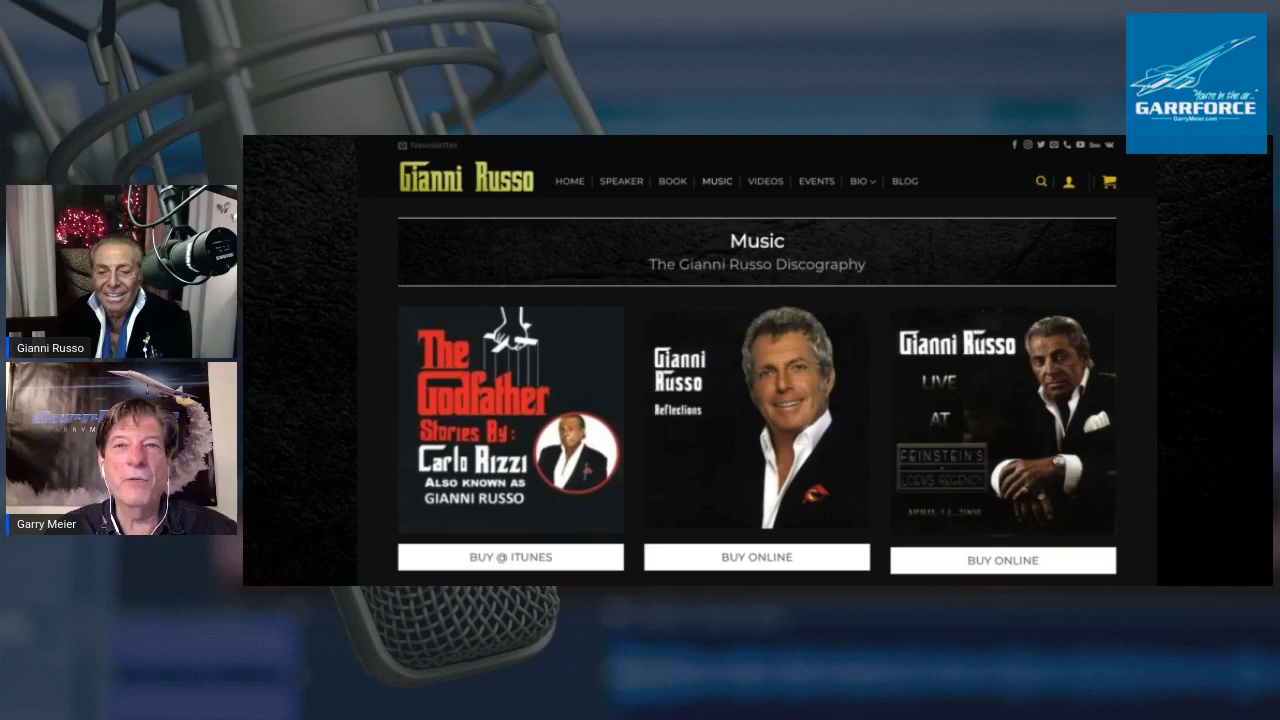 "You're in the air..."
GARRFORCE
GarryMeier.com
Newsletter
Gianni Russo
HOME
SPEAKER
BOOK
MUSIC
VIDEOS
EVENTS
BIO
BLOG
Music
The Gianni Russo Discography
The
Godfather
Stories By:
Carlo Rizzi
ALSO KNOWN AS
GIANNI RUSSO
BUY @ ITUNES
Gianni
Russo
Reflections
BUY ONLINE
Gianni Russo
LIVE
AT
FEINSTEIN'S
LOEWS REGENCY
BUY ONLINE
SHURE
Gianni Russo
Garry Meier